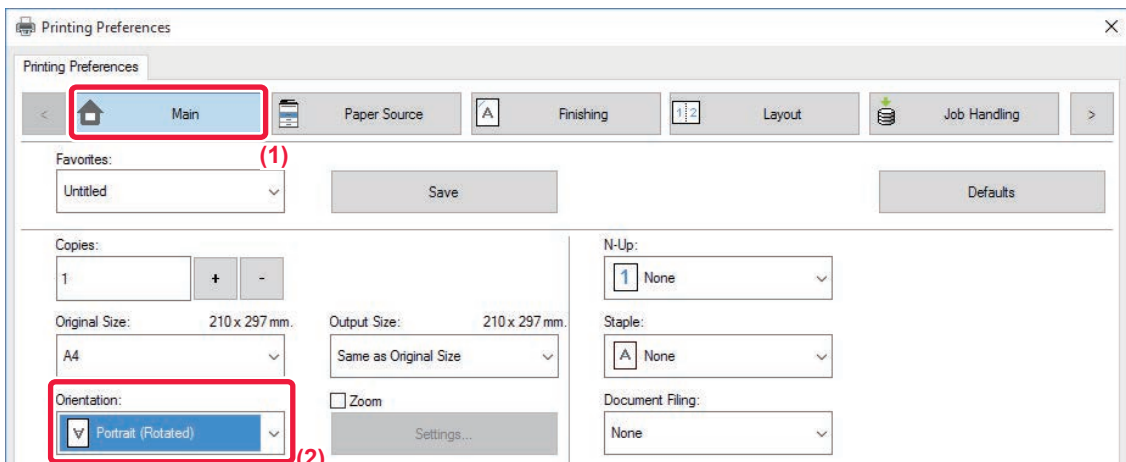 Printing Preferences
Printing Preferences
< Main Paper Source A Finishing 1 2 Layout Job Handling >
(1)
Favorites:
Untitled Save Defaults
Copies: N-Up:
1 + - 1 None
Original Size: 210 x 297 mm. Output Size: 210 x 297 mm. Staple:
A4 Same as Original Size A None
Orientation: Zoom Document Filing:
A Portrait (Rotated) Settings... None
(2)